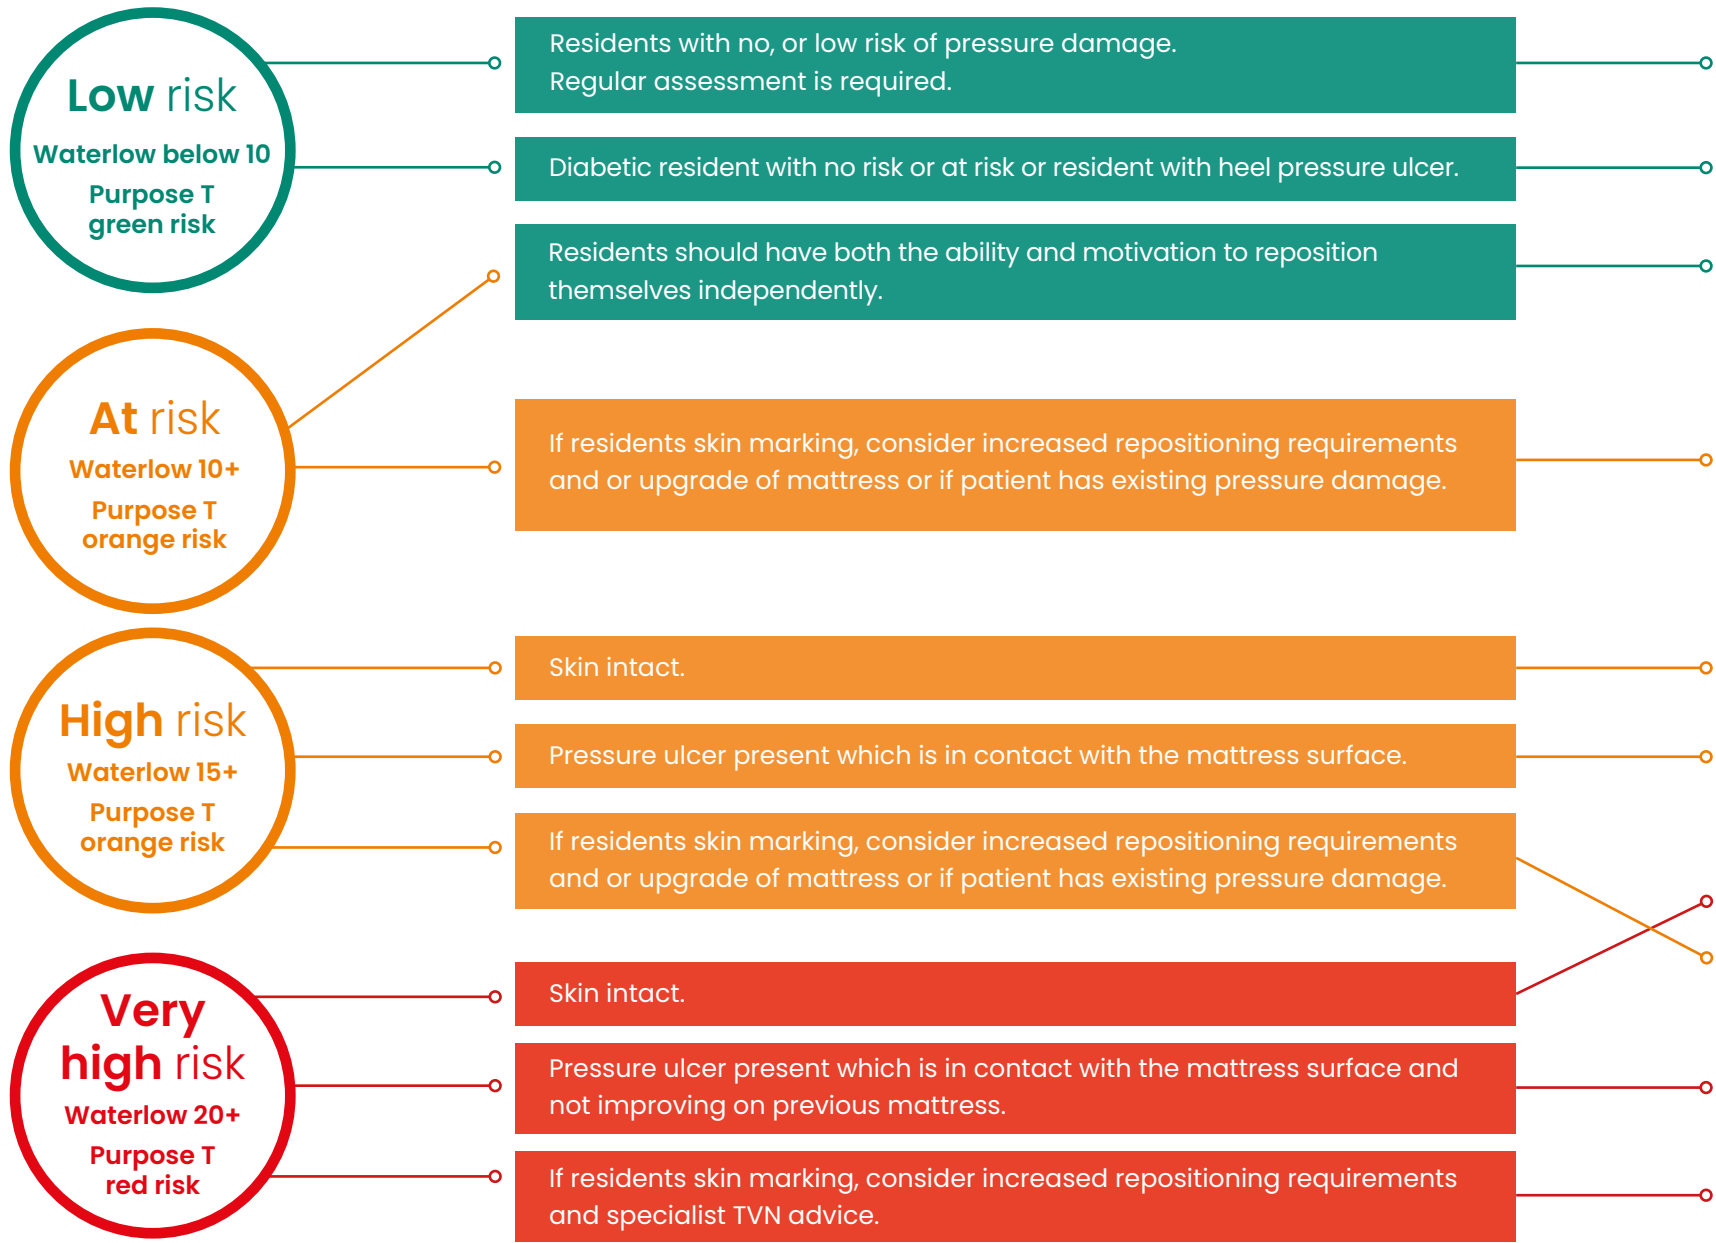 Low risk
Waterlow below 10
Purpose T
green risk
Residents with no, or low risk of pressure damage.
Regular assessment is required.
Diabetic resident with no risk or at risk or resident with heel pressure ulcer.
Residents should have both the ability and motivation to reposition
themselves independently.
At risk
Waterlow 10+
Purpose T
orange risk
If residents skin marking, consider increased repositioning requirements
and or upgrade of mattress or if patient has existing pressure damage.
High risk
Waterlow 15+
Purpose T
orange risk
Skin intact.
Pressure ulcer present which is in contact with the mattress surface.
If residents skin marking, consider increased repositioning requirements
and or upgrade of mattress or if patient has existing pressure damage.
Very
high risk
Waterlow 20+
Purpose T
red risk
Skin intact.
Pressure ulcer present which is in contact with the mattress surface and
not improving on previous mattress.
If residents skin marking, consider increased repositioning requirements
and specialist TVN advice.